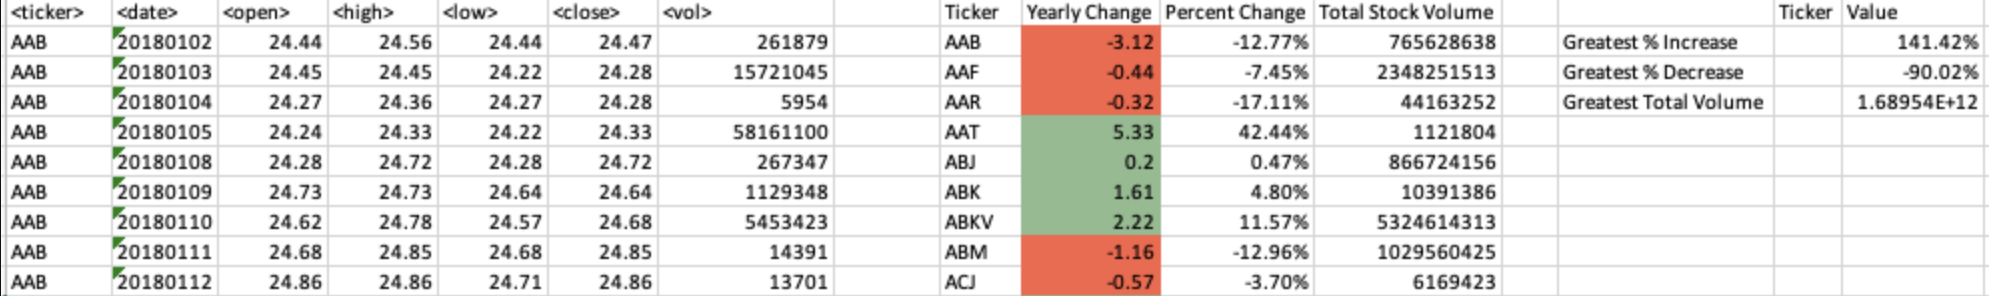 <ticker> <date> <open> <high> <low> <close> <vol> Ticker Yearly Change Percent Change Total Stock Volume Ticker Value
AAB 20180102 24.44 24.56 24.44 24.47 261879 AAB -3.12 -12.77% 765628638 Greatest % Increase 141.42%
AAB 20180103 24.45 24.45 24.22 24.28 15721045 AAF -0.44 -7.45% 2348251513 Greatest % Decrease -90.02%
AAB 20180104 24.27 24.36 24.27 24.28 5954 AAR -0.32 -17.11% 44163252 Greatest Total Volume 1.68954E+12
AAB 20180105 24.24 24.33 24.22 24.33 58161100 AAT 5.33 42.44% 1121804
AAB 20180108 24.28 24.72 24.28 24.72 267347 ABJ 0.2 0.47% 866724156
AAB 20180109 24.73 24.73 24.64 24.64 1129348 ABK 1.61 4.80% 10391386
AAB 20180110 24.62 24.78 24.57 24.68 5453423 ABKV 2.22 11.57% 5324614313
AAB 20180111 24.68 24.85 24.68 24.85 14391 ABM -1.16 -12.96% 1029560425
AAB 20180112 24.86 24.86 24.71 24.86 13701 ACJ -0.57 -3.70% 6169423